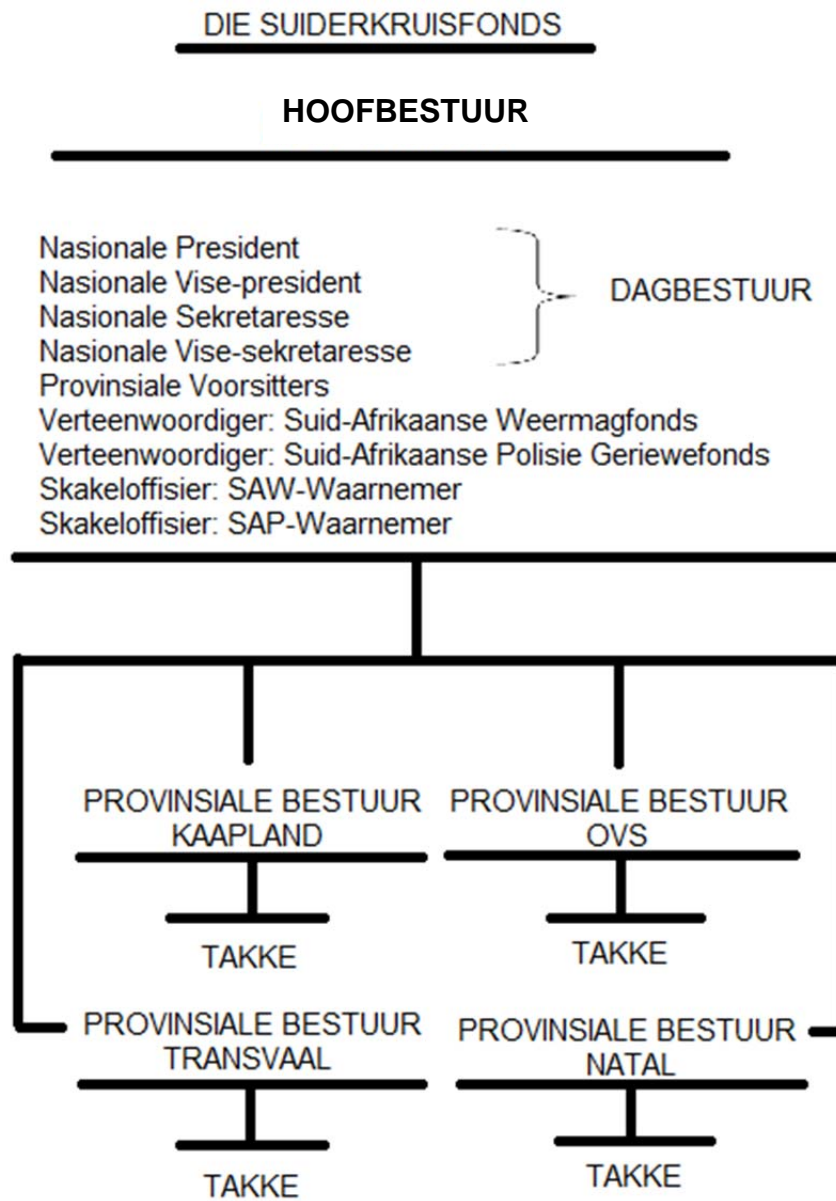 DIE SUIDERKRUISFONDS
HOOFBESTUUR
Nasionale President
Nasionale Vise-president
Nasionale Sekretaresse
Nasionale Vise-sekretaresse
DAGBESTUUR
Provinsiale Voorsitters
Verteenwoordiger: Suid-Afrikaanse Weermagfonds
Verteenwoordiger: Suid-Afrikaanse Polisie Geriewefonds
Skakeloffisier: SAW-Waarnemer
Skakeloffisier: SAP-Waarnemer
PROVINSIALE BESTUUR
KAAPLAND
TAKKE
PROVINSIALE BESTUUR
OVS
TAKKE
PROVINSIALE BESTUUR
TRANSVAAL
TAKKE
PROVINSIALE BESTUUR
NATAL
TAKKE